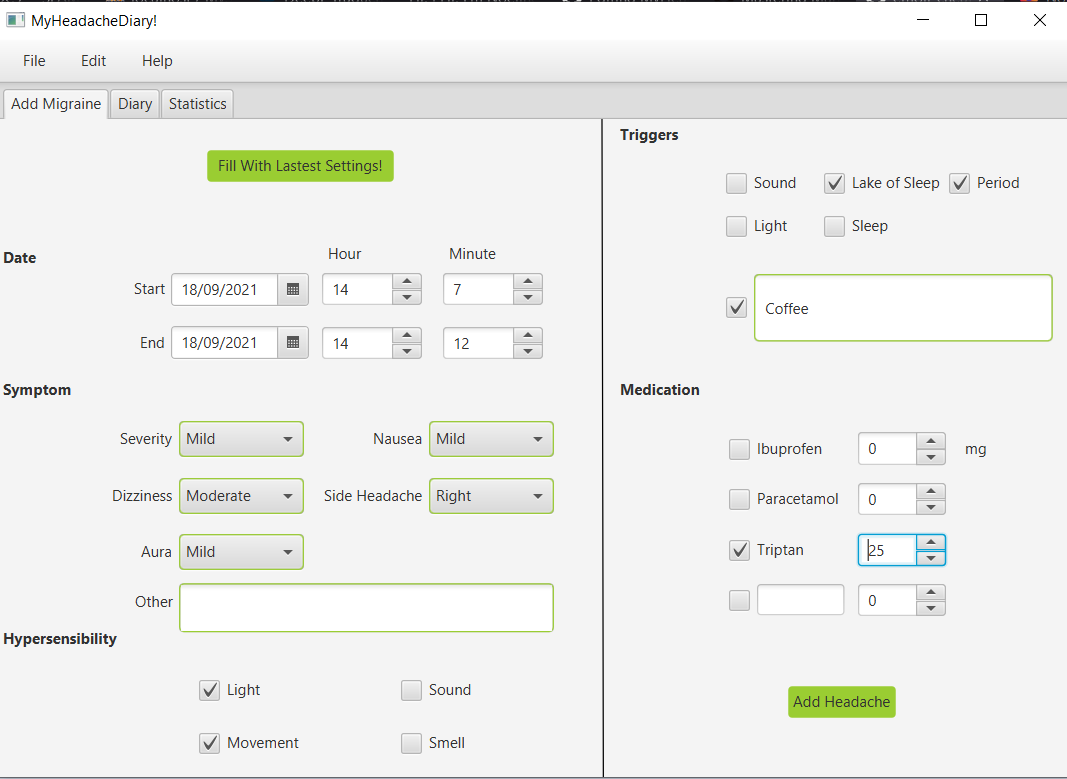 MyHeadacheDiary!
File Edit Help
Add Migraine Diary Statistics
Fill With Lastest Settings!
Date
Hour Minute
Start 18/09/2021 14 7
End 18/09/2021 14 12
Symptom
Severity Mild Nausea Mild
Dizziness Moderate Side Headache Right
Aura Mild
Other
Hypersensibility
Light Sound
Movement Smell
Triggers
Sound Lake of Sleep Period
Light Sleep
Coffee
Medication
Ibuprofen 0 mg
Paracetamol 0
Triptan 25
0
Add Headache